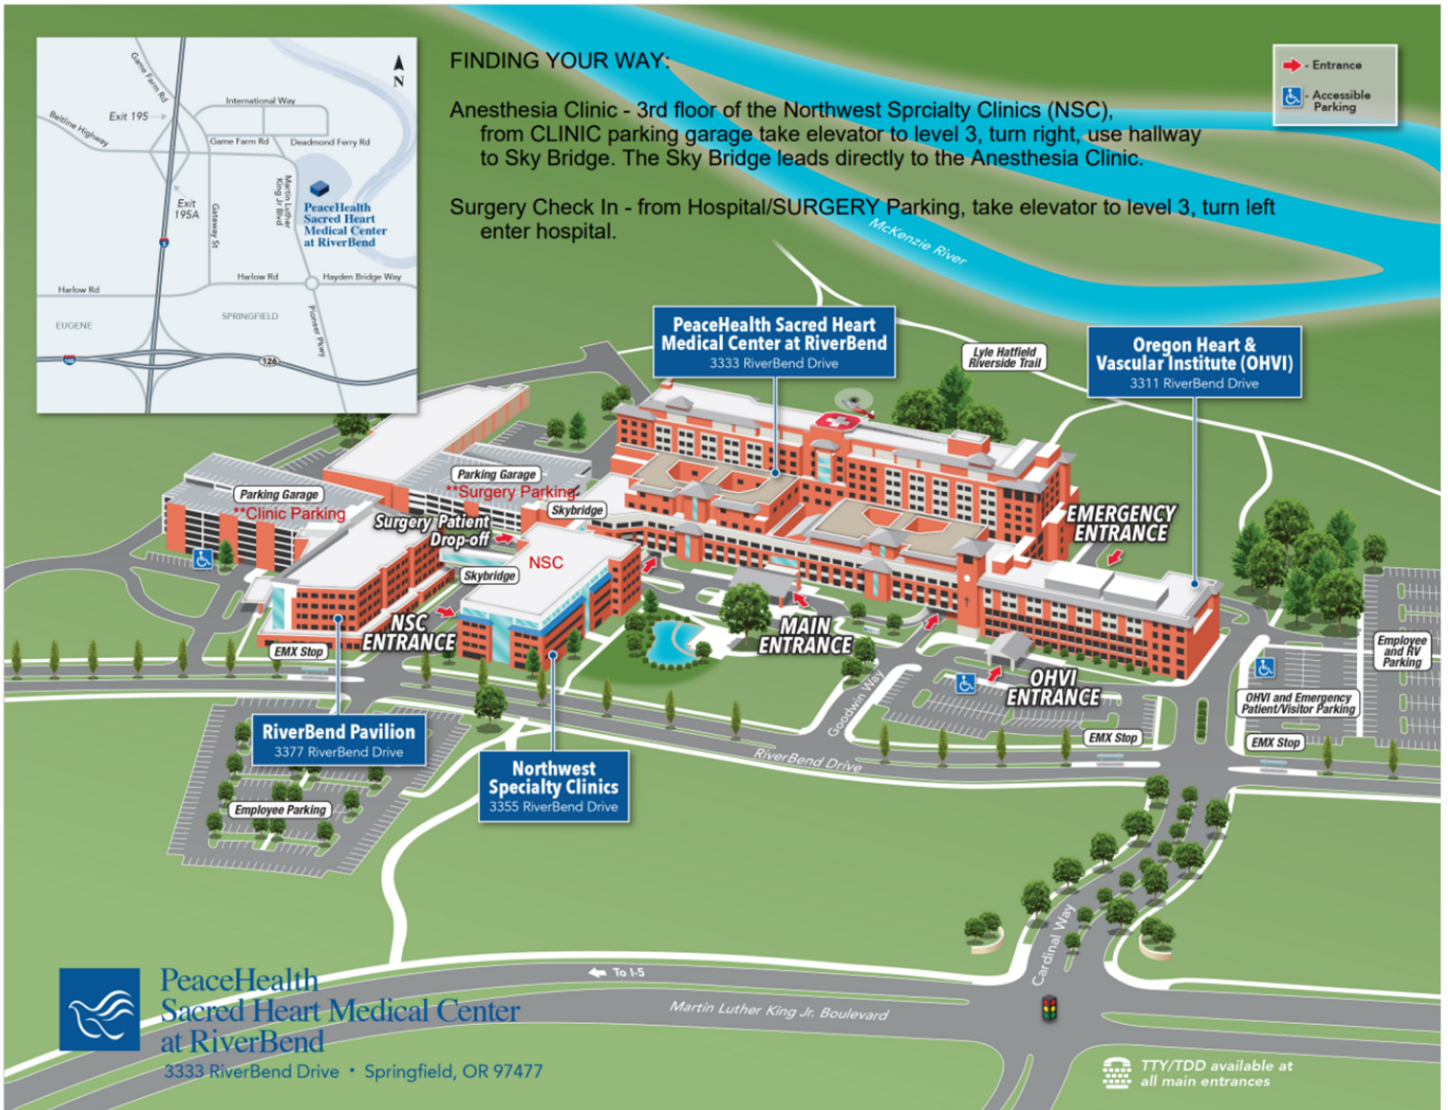 FINDING YOUR WAY:
Anesthesia Clinic - 3rd floor of the Northwest Sprcialty Clinics (NSC),
from CLINIC parking garage take elevator to level 3, turn right, use hallway
to Sky Bridge. The Sky Bridge leads directly to the Anesthesia Clinic.
Surgery Check In - from Hospital/SURGERY Parking, take elevator to level 3, turn left
enter hospital.
- Entrance
- Accessible
Parking
N
Game Farm Rd
Exit 195
Beltline Highway
International Way
Game Farm Rd
Deadmond Ferry Rd
Exit
195A
Gateway St
Martin Luther
King Jr Blvd
PeaceHealth
Sacred Heart
Medical Center
at RiverBend
5
Harlow Rd
Hayden Bridge Way
Harlow Rd
EUGENE
SPRINGFIELD
Pioneer Pkwy
126
McKenzie River
PeaceHealth Sacred Heart
Medical Center at RiverBend
3333 RiverBend Drive
Lyle Hatfield
Riverside Trail
Oregon Heart &
Vascular Institute (OHVI)
3311 RiverBend Drive
Parking Garage
**Clinic Parking
Parking Garage
**Surgery Parking
Skybridge
Surgery Patient
Drop-off
NSC
Skybridge
EMERGENCY
ENTRANCE
NSC
ENTRANCE
MAIN
ENTRANCE
OHVI
ENTRANCE
EMX Stop
Employee
and RV
Parking
OHVI and Emergency
Patient/Visitor Parking
Goodwin Way
EMX Stop
EMX Stop
RiverBend Drive
RiverBend Pavilion
3377 RiverBend Drive
Northwest
Specialty Clinics
3355 RiverBend Drive
Employee Parking
Cardinal Way
To I-5
Martin Luther King Jr. Boulevard
PeaceHealth
Sacred Heart Medical Center
at RiverBend
3333 RiverBend Drive • Springfield, OR 97477
TTY/TDD available at
all main entrances